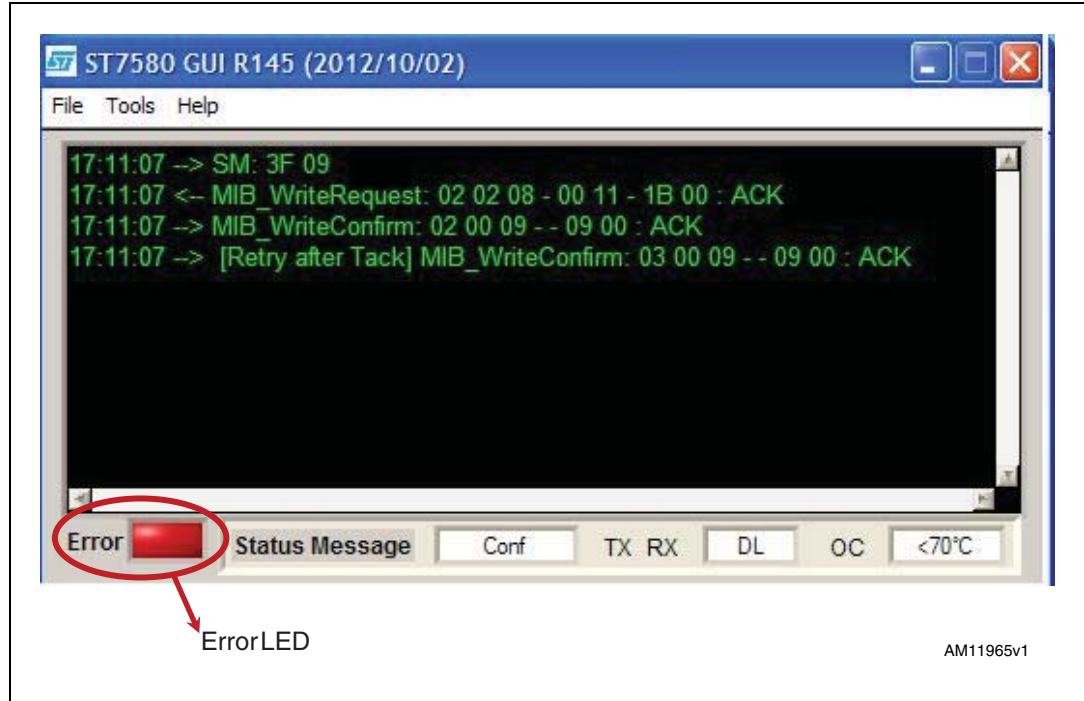 ST ST7580 GUI R145 (2012/10/02)
File Tools Help
17:11:07 --> SM: 3F 09
17:11:07 <-- MIB_WriteRequest: 02 02 08 - 00 11 - 1B 00 : ACK
17:11:07 --> MIB_WriteConfirm: 02 00 09 - - 09 00 : ACK
17:11:07 --> [Retry after Tack] MIB_WriteConfirm: 03 00 09 - - 09 00 : ACK
Error Status Message Conf TX RX DL OC <70°C
ErrorLED
AM11965v1